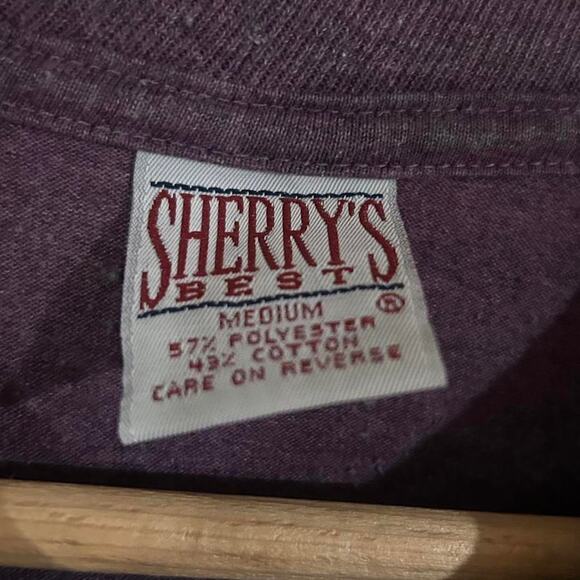 SHERRY'S
BEST ®
MEDIUM
57% POLYESTER
43% COTTON
CARE ON REVERSE